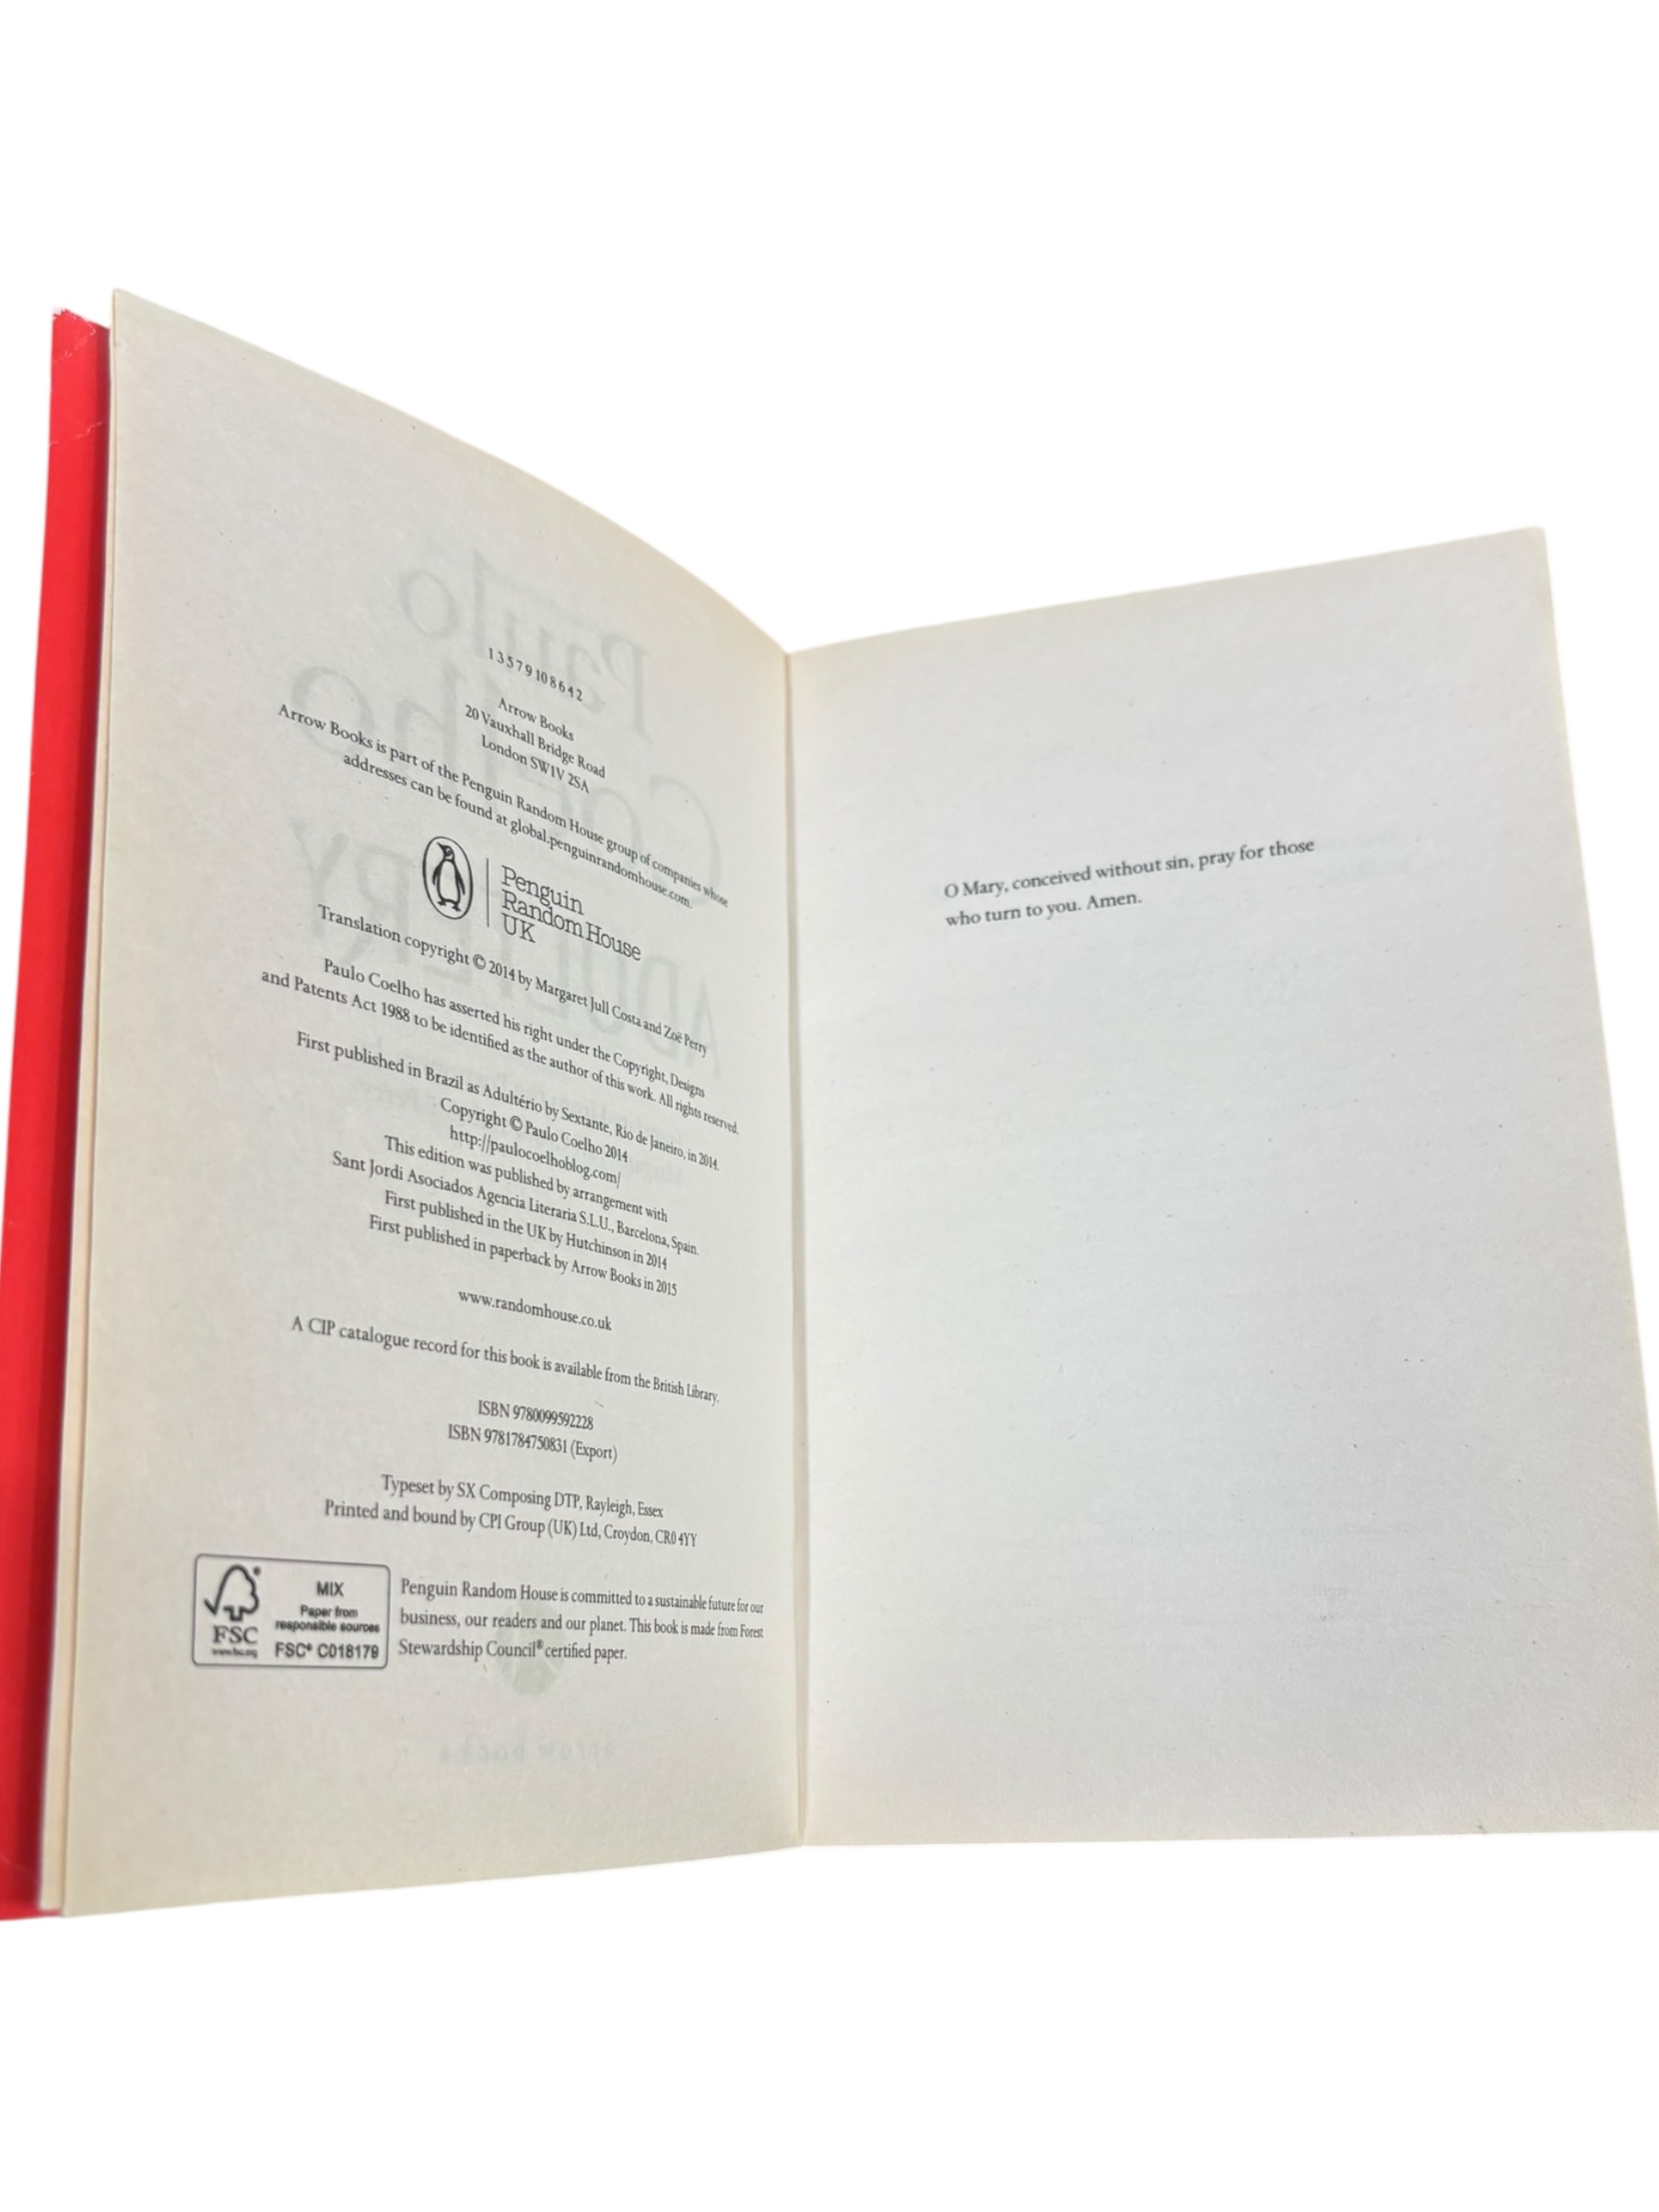 1 3 5 7 9 10 8 6 4 2
Arrow Books
20 Vauxhall Bridge Road
London SW1V 2SA
Arrow Books is part of the Penguin Random House group of companies whose
addresses can be found at global.penguinrandomhouse.com.
Penguin
Random House
UK
Translation copyright © 2014 by Margaret Jull Costa and Zoë Perry
Paulo Coelho has asserted his right under the Copyright, Designs
and Patents Act 1988 to be identified as the author of this work. All rights reserved.
First published in Brazil as Adultério by Sextante, Rio de Janeiro, in 2014.
Copyright © Paulo Coelho 2014
http://paulocoelhoblog.com/
This edition was published by arrangement with
Sant Jordi Asociados Agencia Literaria S.L.U., Barcelona, Spain.
First published in the UK by Hutchinson in 2014
First published in paperback by Arrow Books in 2015
www.randomhouse.co.uk
A CIP catalogue record for this book is available from the British Library.
ISBN 9780099592228
ISBN 9781784750831 (Export)
Typeset by SX Composing DTP, Rayleigh, Essex
Printed and bound by CPI Group (UK) Ltd, Croydon, CR0 4YY
FSC
www.fsc.org
MIX
Paper from
responsible sources
FSC® C018179
Penguin Random House is committed to a sustainable future for our
business, our readers and our planet. This book is made from Forest
Stewardship Council® certified paper.
O Mary, conceived without sin, pray for those
who turn to you. Amen.